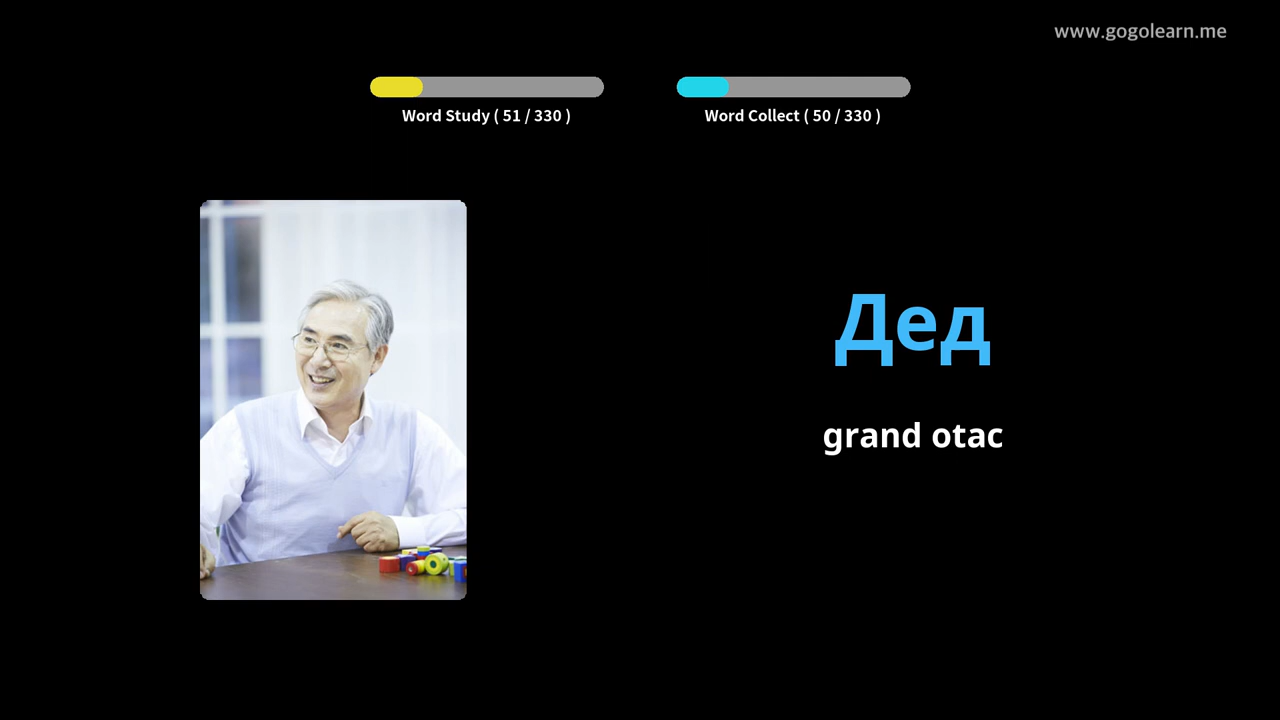 www.gogolearn.me
Word Study ( 51 / 330 )
Word Collect ( 50 / 330 )
Дед
grand otac